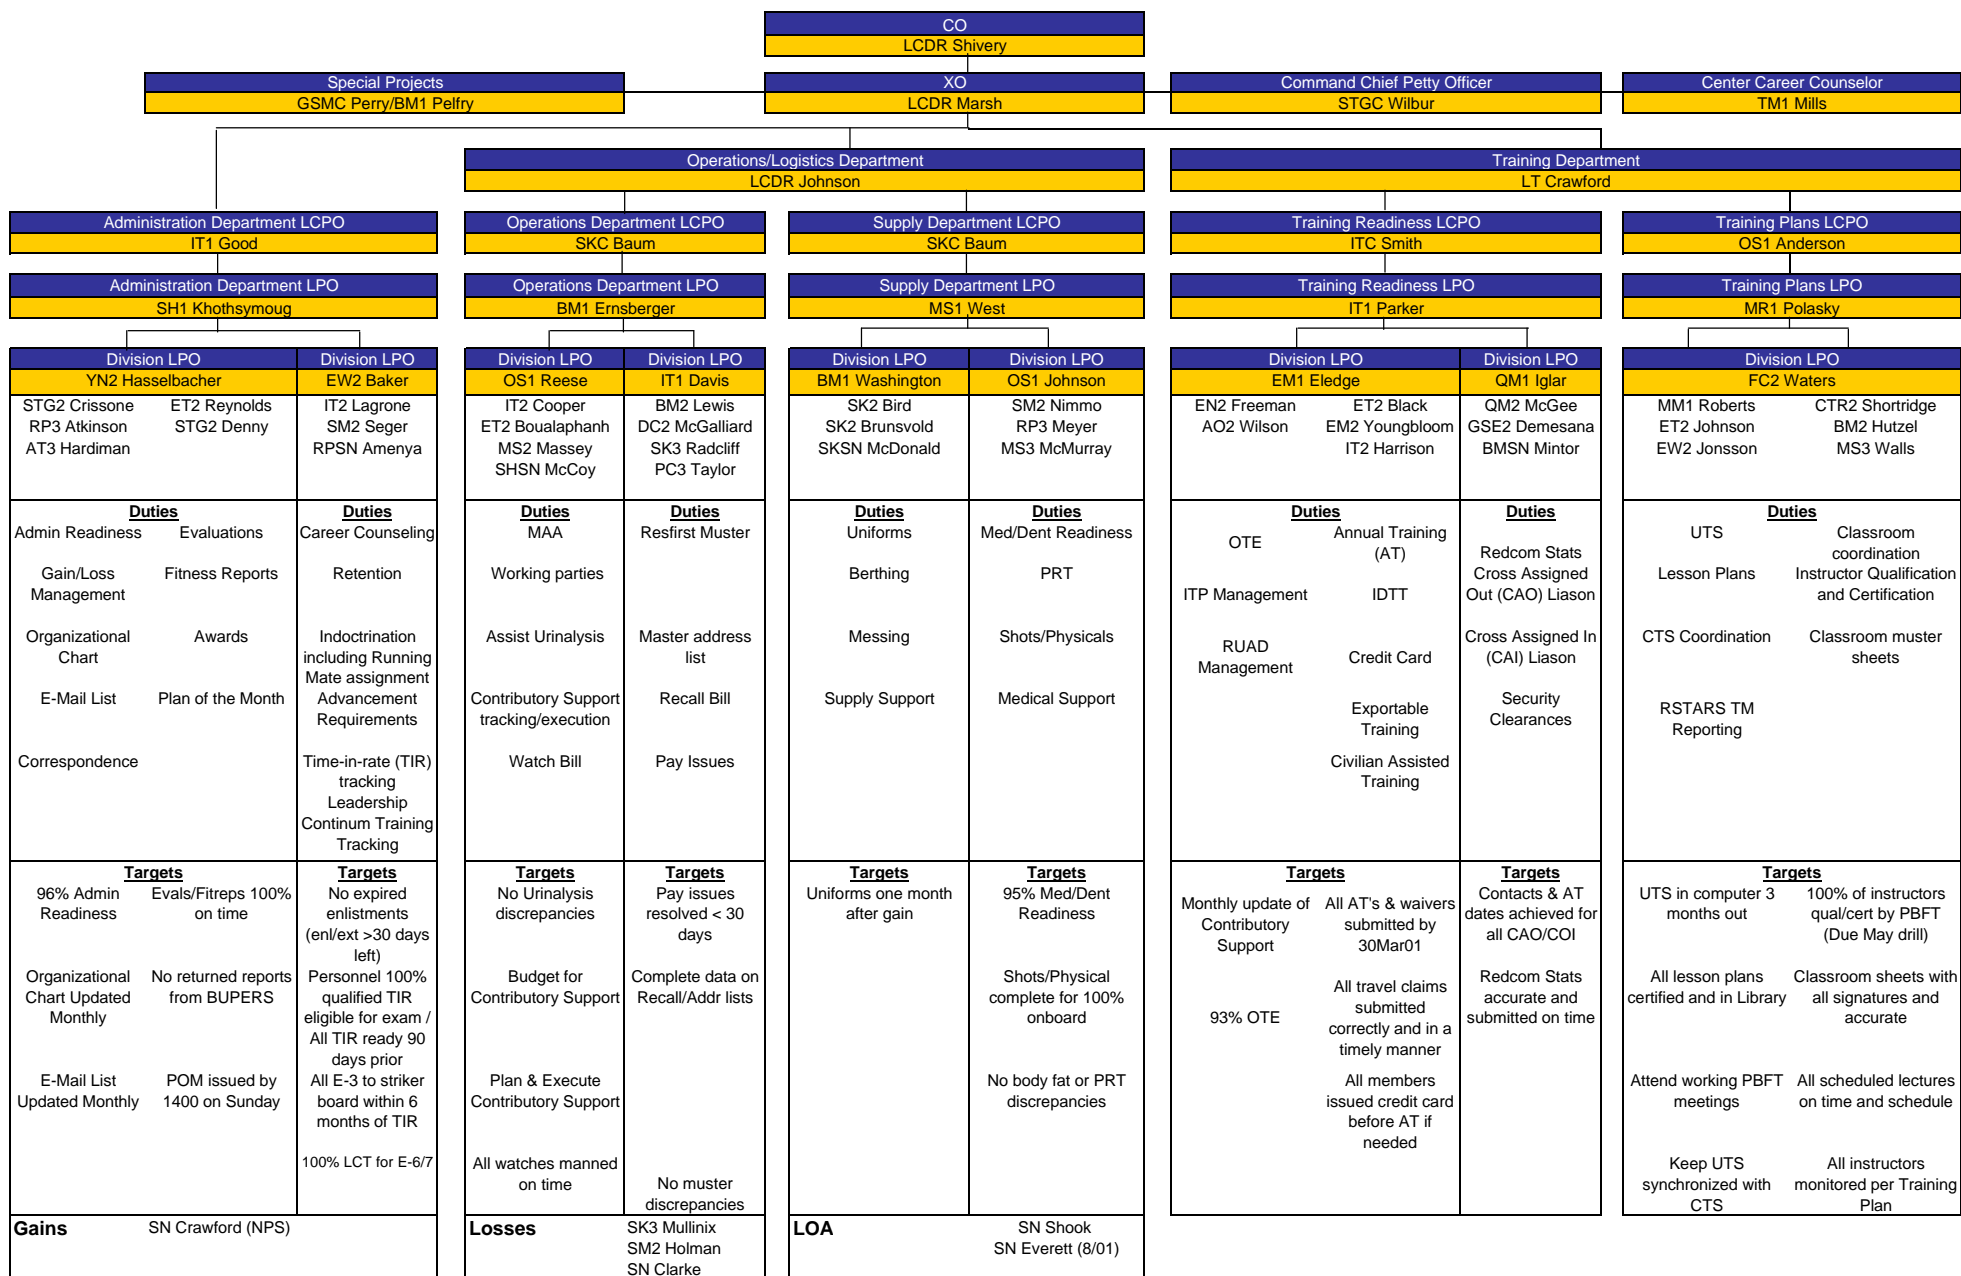 CO
LCDR Shivery
Special Projects
GSMC Perry/BM1 Pelfry
XO
LCDR Marsh
Command Chief Petty Officer
STGC Wilbur
Center Career Counselor
TM1 Mills
Operations/Logistics Department
LCDR Johnson
Training Department
LT Crawford
Administration Department LCPO
IT1 Good
Operations Department LCPO
SKC Baum
Supply Department LCPO
SKC Baum
Training Readiness LCPO
ITC Smith
Training Plans LCPO
OS1 Anderson
Administration Department LPO
SH1 Khothsymoug
Operations Department LPO
BM1 Ernsberger
Supply Department LPO
MS1 West
Training Readiness LPO
IT1 Parker
Training Plans LPO
MR1 Polasky
Division LPO
YN2 Hasselbacher
STG2 Crissone
RP3 Atkinson
AT3 Hardiman
ET2 Reynolds
STG2 Denny
Duties
Admin Readiness
Gain/Loss
Management
Organizational
Chart
E-Mail List
Correspondence
Evaluations
Fitness Reports
Awards
Plan of the Month
Targets
96% Admin
Readiness
Organizational
Chart Updated
Monthly
E-Mail List
Updated Monthly
Evals/Fitreps 100%
on time
No returned reports
from BUPERS
POM issued by
1400 on Sunday
Division LPO
EW2 Baker
IT2 Lagrone
SM2 Seger
RPSN Amenya
Duties
Career Counseling
Retention
Indoctrination
including Running
Mate assignment
Advancement
Requirements
Time-in-rate (TIR)
tracking
Leadership
Continum Training
Tracking
Targets
No expired
enlistments
(enl/ext >30 days
left)
Personnel 100%
qualified TIR
eligible for exam /
All TIR ready 90
days prior
All E-3 to striker
board within 6
months of TIR
100% LCT for E-6/7
Division LPO
OS1 Reese
IT2 Cooper
ET2 Boualaphanh
MS2 Massey
SHSN McCoy
Duties
MAA
Working parties
Assist Urinalysis
Contributory Support
tracking/execution
Watch Bill
Targets
No Urinalysis
discrepancies
Budget for
Contributory Support
Plan & Execute
Contributory Support
All watches manned
on time
Division LPO
IT1 Davis
BM2 Lewis
DC2 McGalliard
SK3 Radcliff
PC3 Taylor
Duties
Resfirst Muster
Master address
list
Recall Bill
Pay Issues
Targets
Pay issues
resolved < 30
days
Complete data on
Recall/Addr lists
No muster
discrepancies
Division LPO
BM1 Washington
SK2 Bird
SK2 Brunsvold
SKSN McDonald
Duties
Uniforms
Berthing
Messing
Supply Support
Targets
Uniforms one month
after gain
Division LPO
OS1 Johnson
SM2 Nimmo
RP3 Meyer
MS3 McMurray
Duties
Med/Dent Readiness
PRT
Shots/Physicals
Medical Support
Targets
95% Med/Dent
Readiness
Shots/Physical
complete for 100%
onboard
No body fat or PRT
discrepancies
Division LPO
EM1 Eledge
EN2 Freeman
AO2 Wilson
ET2 Black
EM2 Youngbloom
IT2 Harrison
Duties
OTE
ITP Management
RUAD
Management
Annual Training
(AT)
IDTT
Credit Card
Exportable
Training
Civilian Assisted
Training
Targets
Monthly update of
Contributory
Support
93% OTE
All AT's & waivers
submitted by
30Mar01
All travel claims
submitted
correctly and in a
timely manner
All members
issued credit card
before AT if
needed
Division LPO
QM1 Iglar
QM2 McGee
GSE2 Demesana
BMSN Mintor
Duties
Redcom Stats
Cross Assigned
Out (CAO) Liason
Cross Assigned In
(CAI) Liason
Security
Clearances
Targets
Contacts & AT
dates achieved for
all CAO/COI
Redcom Stats
accurate and
submitted on time
Division LPO
FC2 Waters
MM1 Roberts
ET2 Johnson
EW2 Jonsson
CTR2 Shortridge
BM2 Hutzel
MS3 Walls
Duties
UTS
Lesson Plans
CTS Coordination
RSTARS TM
Reporting
Classroom
coordination
Instructor Qualification
and Certification
Classroom muster
sheets
Targets
UTS in computer 3
months out
All lesson plans
certified and in Library
Attend working PBFT
meetings
Keep UTS
synchronized with
CTS
100% of instructors
qual/cert by PBFT
(Due May drill)
Classroom sheets with
all signatures and
accurate
All scheduled lectures
on time and schedule
All instructors
monitored per Training
Plan
Gains
SN Crawford (NPS)
Losses
SK3 Mullinix
SM2 Holman
SN Clarke
LOA
SN Shook
SN Everett (8/01)